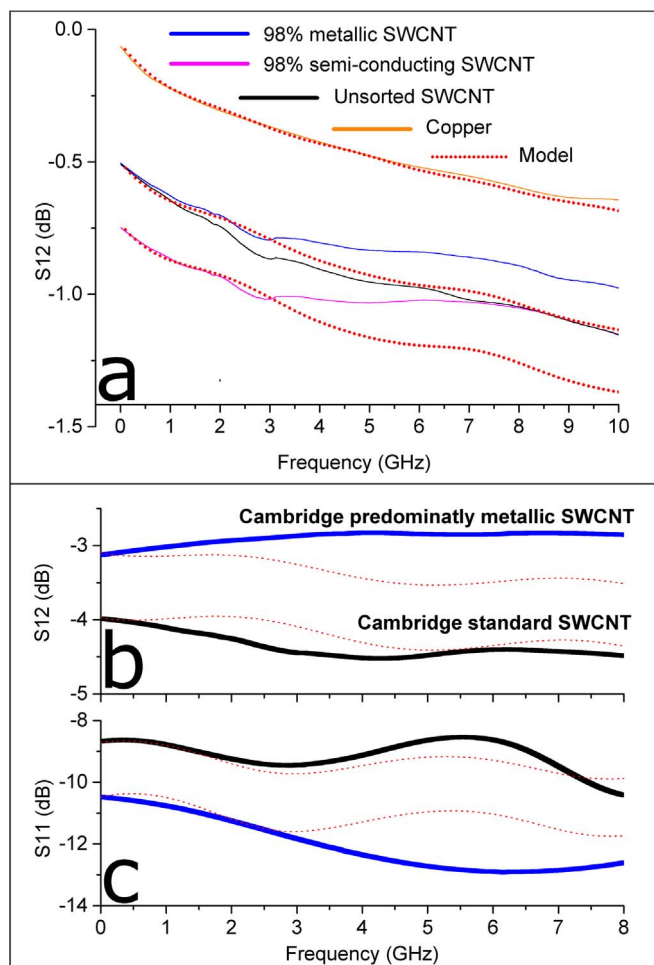 0.0
98% metallic SWCNT
98% semi-conducting SWCNT
Unsorted SWCNT
Copper
Model
-0.5
S12 (dB)
-1.0
a
-1.5
0 1 2 3 4 5 6 7 8 9 10
Frequency (GHz)
Cambridge predominatly metallic SWCNT
-3
S12 (dB)
-4
Cambridge standard SWCNT
b
-5
-8
-10
S11 (dB)
-12
c
-14
0 1 2 3 4 5 6 7 8
Frequency (GHz)